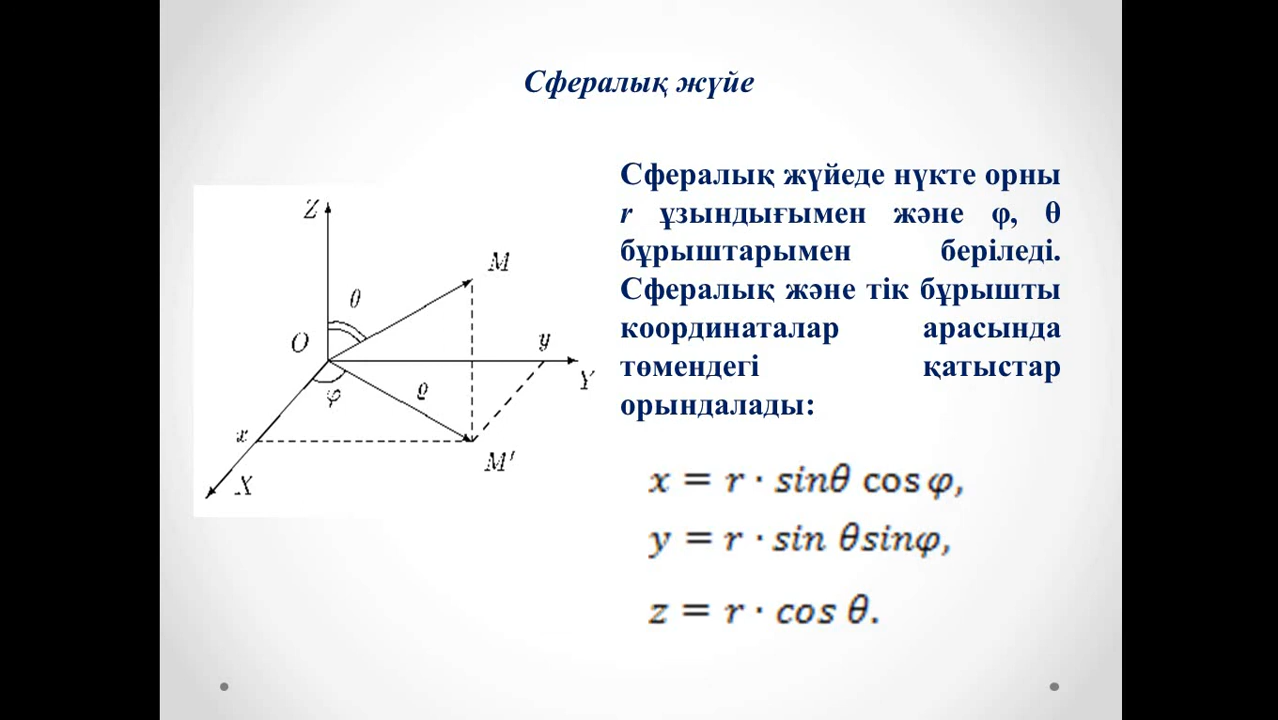 Сфералық жүйе
Сфералық жүйеде нүкте орны
r ұзындығымен және φ, θ
бұрыштарымен беріледі.
Сфералық және тік бұрышты
координаталар арасында
төмендегі қатыстар
орындалады:
Z
M
θ
O
y
Y
φ
ϱ
x
M'
X
x = r · sinθ cos φ,
y = r · sin θsinφ,
z = r · cos θ.